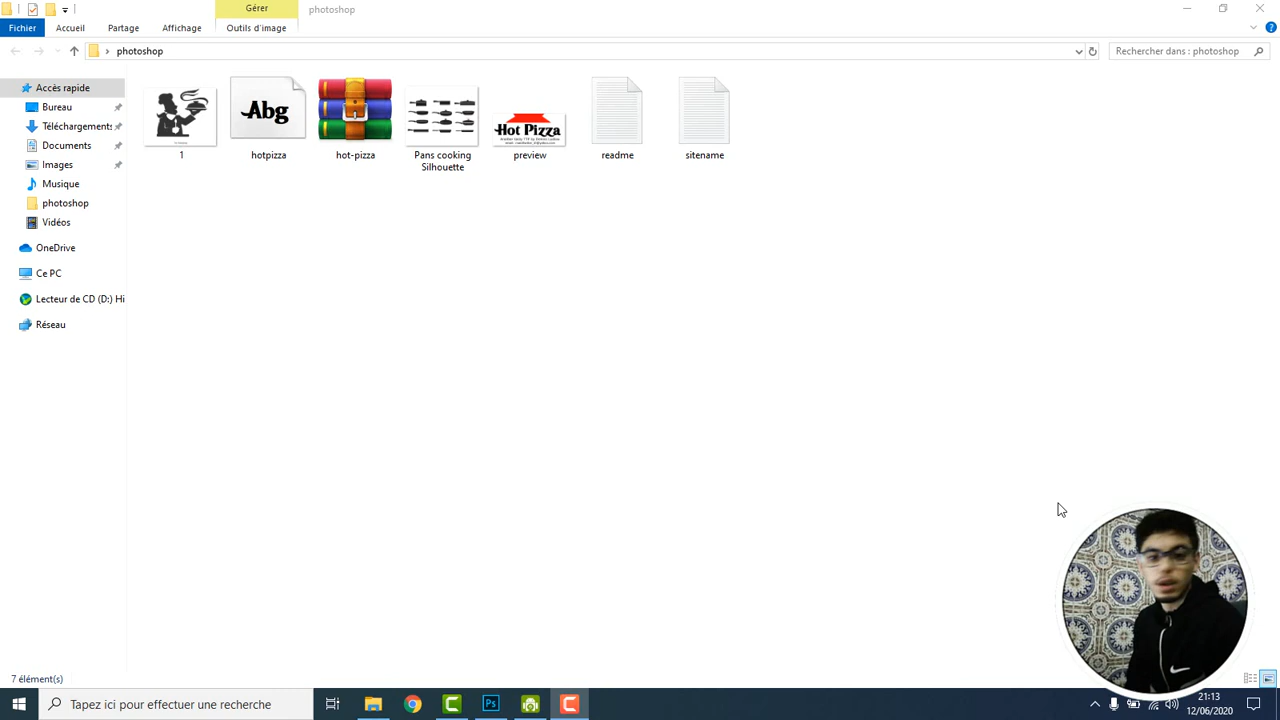 Gérer
photoshop
Fichier
Accueil
Partage
Affichage
Outils d'image
photoshop
Rechercher dans : photoshop
Accès rapide
Bureau
Téléchargements
Documents
Images
Musique
photoshop
Vidéos
OneDrive
Ce PC
Lecteur de CD (D:) Hi
Réseau
Abg
Hot Pizza
1
hotpizza
hot-pizza
Pans cooking
Silhouette
preview
readme
sitename
7 élément(s)
Tapez ici pour effectuer une recherche
Ps
21:13
12/06/2020